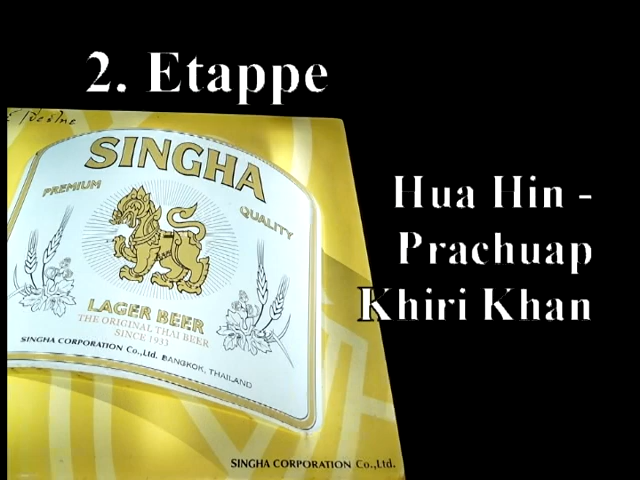 2. Etappe
SINGHA
PREMIUM
QUALITY
LAGER BEER
THE ORIGINAL THAI BEER
SINCE 1933
SINGHA CORPORATION Co.,Ltd. BANGKOK, THAILAND
SINGHA CORPORATION Co.,Ltd.
Hua Hin -
Prachuap
Khiri Khan